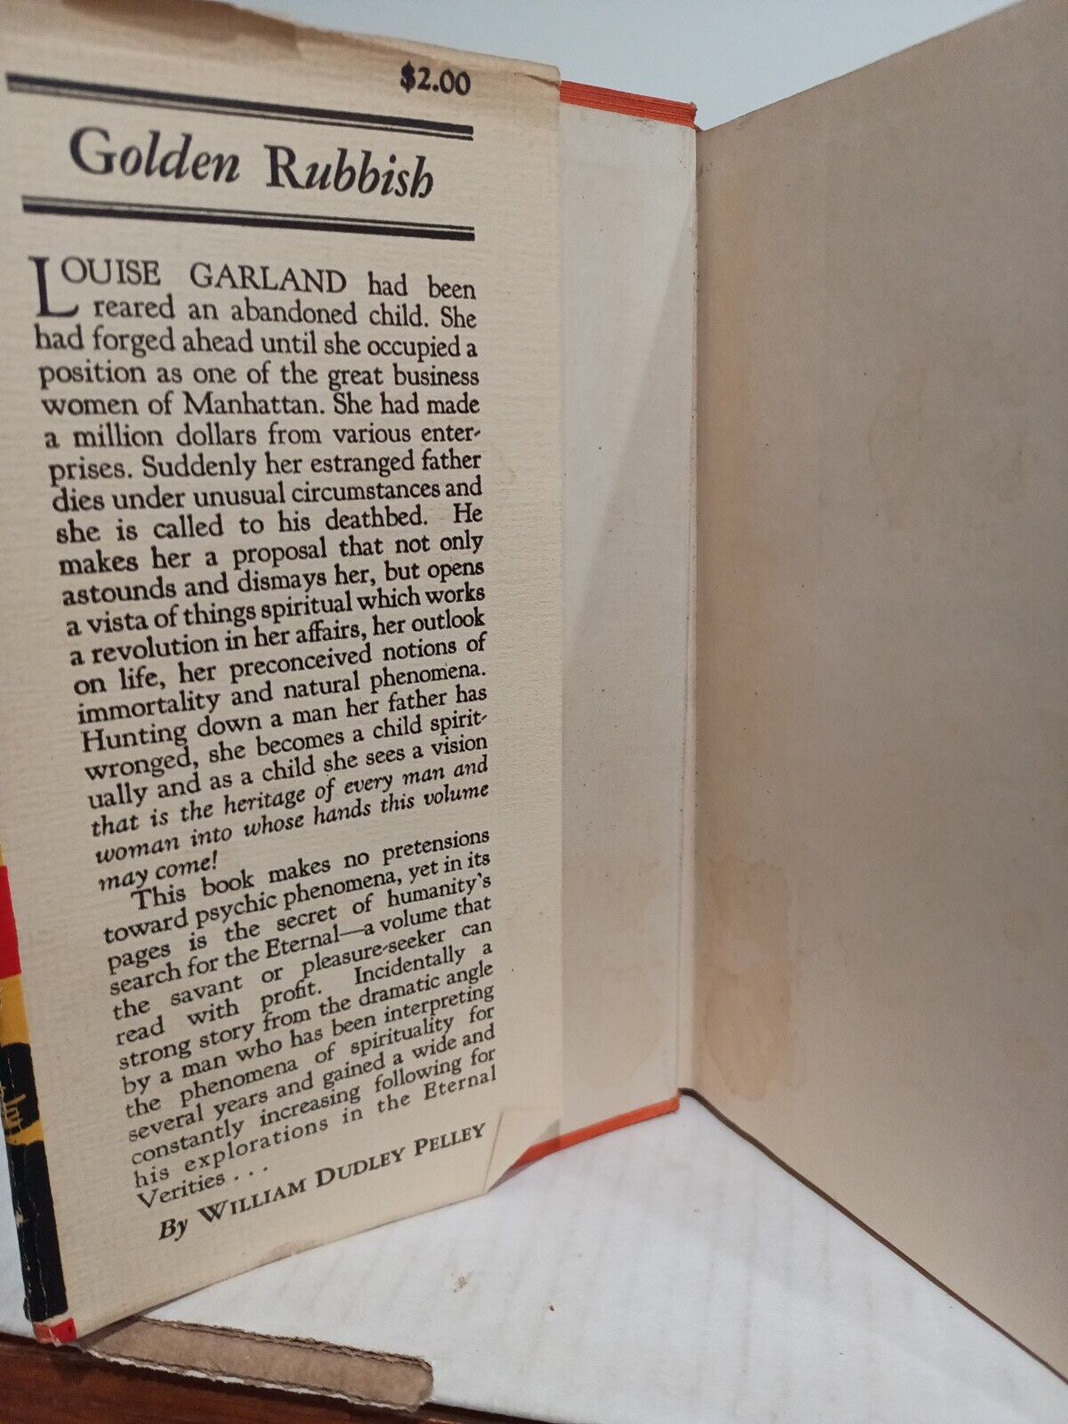 $2.00
Golden Rubbish
LOUISE GARLAND had been
reared an abandoned child. She
had forged ahead until she occupied a
position as one of the great business
women of Manhattan. She had made
a million dollars from various enter-
prises. Suddenly her estranged father
dies under unusual circumstances and
she is called to his deathbed. He
makes her a proposal that not only
astounds and dismays her, but opens
a vista of things spiritual which works
a revolution in her affairs, her outlook
on life, her preconceived notions of
immortality and natural phenomena.
Hunting down a man her father has
wronged, she becomes a child spirit-
ually and as a child she sees a vision
that is the heritage of every man and
woman into whose hands this volume
may come!
This book makes no pretensions
toward psychic phenomena, yet in its
pages is the secret of humanity's
search for the Eternal—a volume that
the savant or pleasure-seeker can
read with profit. Incidentally a
strong story from the dramatic angle
by a man who has been interpreting
the phenomena of spirituality for
several years and gained a wide and
constantly increasing following for
his explorations in the Eternal
Verities . . .
By WILLIAM DUDLEY PELLEY